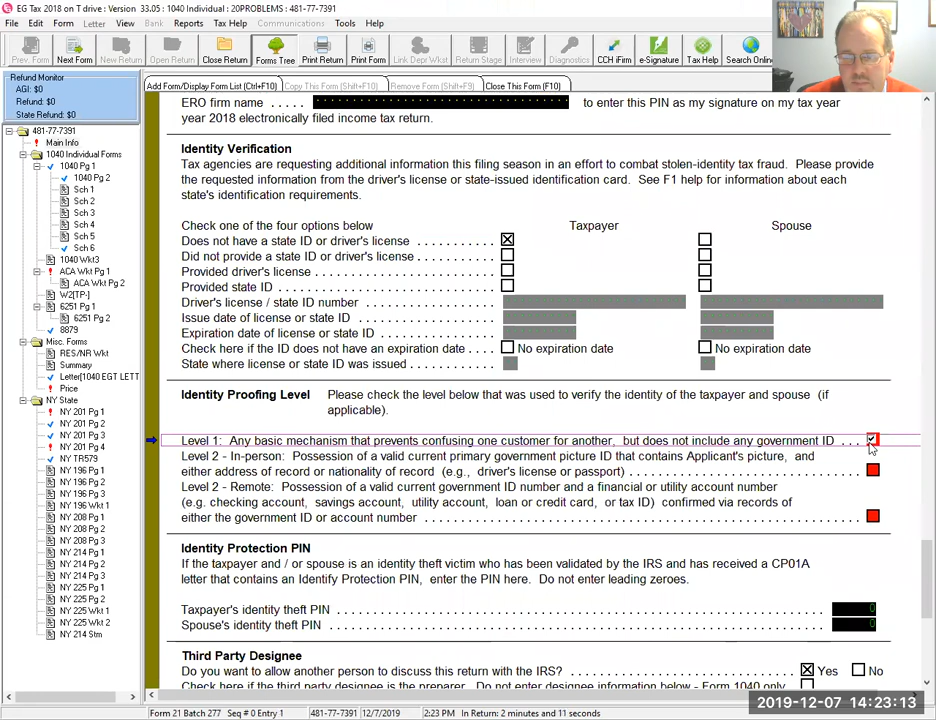 EG Tax 2018 on T drive : Version 33.05 : 1040 Individual : 20PROBLEMS : 481-77-7391
File Edit Form Letter View Bank Reports Tax Help Communications Tools Help
Prev. Form Next Form New Return Open Return Close Return Forms Tree Print Return Print Form Link Depr Wkt Return Stage Interview Diagnostics CCH iFirm e-Signature Tax Help Search Online
Refund Monitor
AGI: $0
Refund: $0
State Refund: $0
Add Form/Display Form List (Ctrl+F10) Copy This Form (Shift+F10) Remove Form (Shift+F9) Close This Form (F10)
481-77-7391
Main Info
1040 Individual Forms
1040 Pg 1
1040 Pg 2
Sch 1
Sch 2
Sch 3
Sch 4
Sch 5
Sch 6
1040 Wkt3
ACA Wkt Pg 1
ACA Wkt Pg 2
W2[TP-]
6251 Pg 1
6251 Pg 2
8879
Misc. Forms
RES/NR Wkt
Summary
Letter[1040 EGT LETT
Price
NY State
NY 201 Pg 1
NY 201 Pg 2
NY 201 Pg 3
NY 201 Pg 4
NY TR579
NY 196 Pg 1
NY 196 Pg 2
NY 196 Pg 3
NY 196 Wkt 1
NY 208 Pg 1
NY 208 Pg 2
NY 208 Pg 3
NY 214 Pg 1
NY 214 Pg 2
NY 214 Pg 3
NY 225 Pg 1
NY 225 Pg 2
NY 225 Wkt 1
NY 225 Wkt 2
NY 214 Stm
ERO firm name ..... to enter this PIN as my signature on my tax year
year 2018 electronically filed income tax return.
Identity Verification
Tax agencies are requesting additional information this filing season in an effort to combat stolen-identity tax fraud. Please provide
the requested information from the driver's license or state-issued identification card. See F1 help for information about each
state's identification requirements.
Check one of the four options below Taxpayer Spouse
Does not have a state ID or driver's license ..........
Did not provide a state ID or driver's license ..........
Provided driver's license ..........
Provided state ID ..........
Driver's license / state ID number ..........
Issue date of license or state ID ..........
Expiration date of license or state ID ..........
Check here if the ID does not have an expiration date .... No expiration date No expiration date
State where license or state ID was issued ..........
Identity Proofing Level Please check the level below that was used to verify the identity of the taxpayer and spouse (if
applicable).
Level 1: Any basic mechanism that prevents confusing one customer for another, but does not include any government ID ...
Level 2 - In-person: Possession of a valid current primary government picture ID that contains Applicant's picture, and
either address of record or nationality of record (e.g., driver's license or passport) ..........
Level 2 - Remote: Possession of a valid current government ID number and a financial or utility account number
(e.g. checking account, savings account, utility account, loan or credit card, or tax ID) confirmed via records of
either the government ID or account number ..........
Identity Protection PIN
If the taxpayer and / or spouse is an identity theft victim who has been validated by the IRS and has received a CP01A
letter that contains an Identify Protection PIN, enter the PIN here. Do not enter leading zeroes.
Taxpayer's identity theft PIN .......... 0
Spouse's identity theft PIN .......... 0
Third Party Designee
Do you want to allow another person to discuss this return with the IRS? .......... Yes No
Check here if the third party designee is the preparer. Do not enter designee information below - Form 1040 only
Form 21 Batch 277 Seq # 0 Entry 1 481-77-7391 12/7/2019 2:23 PM In Return: 2 minutes and 11 seconds
2019-12-07 14:23:13